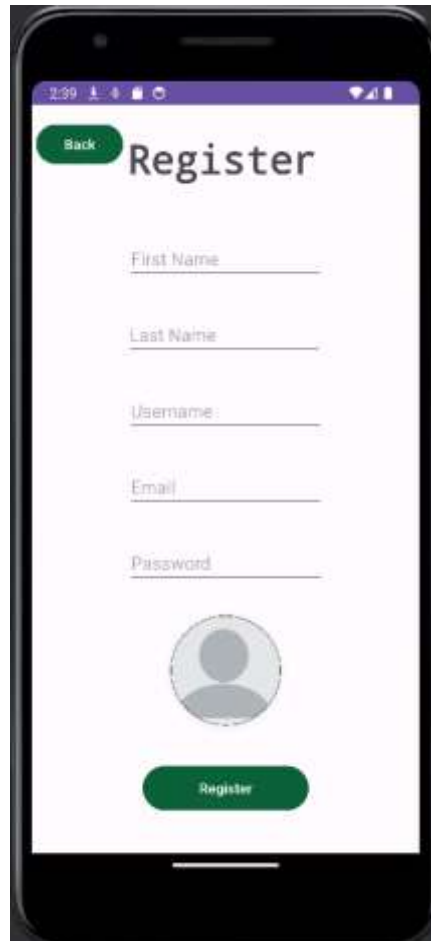 2:39
Back
Register
First Name
Last Name
Username
Email
Password
Register